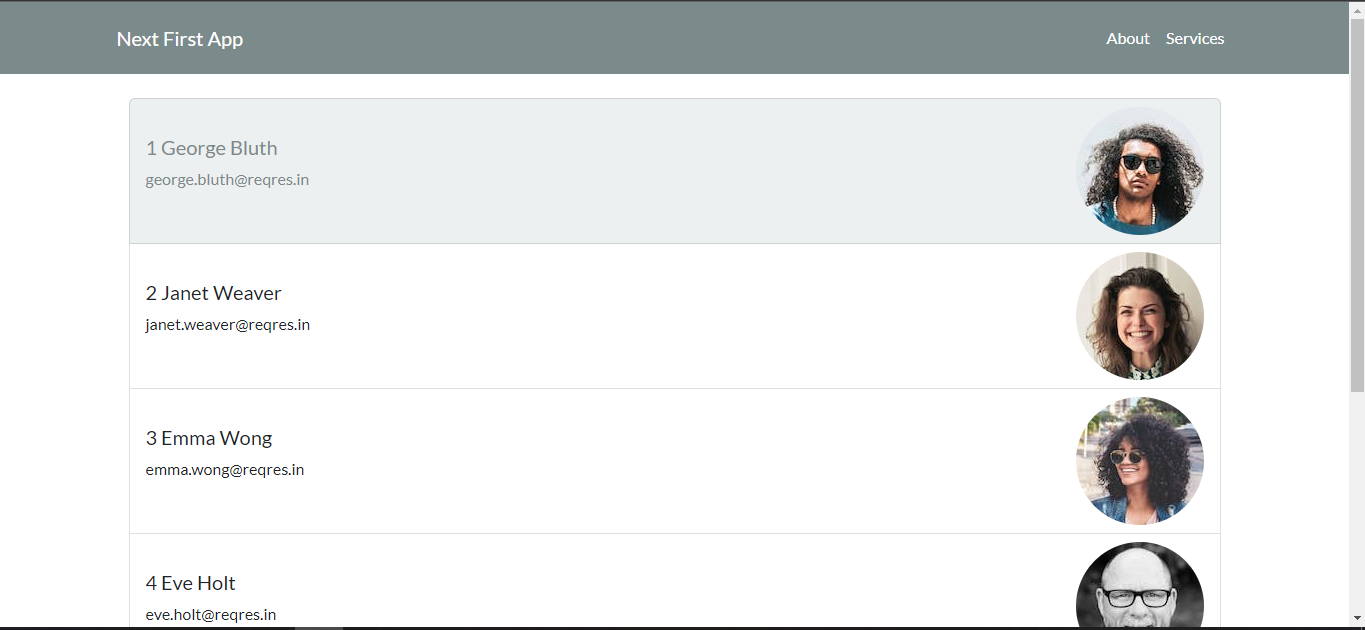 Next First App
About Services
1 George Bluth
george.bluth@reqres.in
2 Janet Weaver
janet.weaver@reqres.in
3 Emma Wong
emma.wong@reqres.in
4 Eve Holt
eve.holt@reqres.in